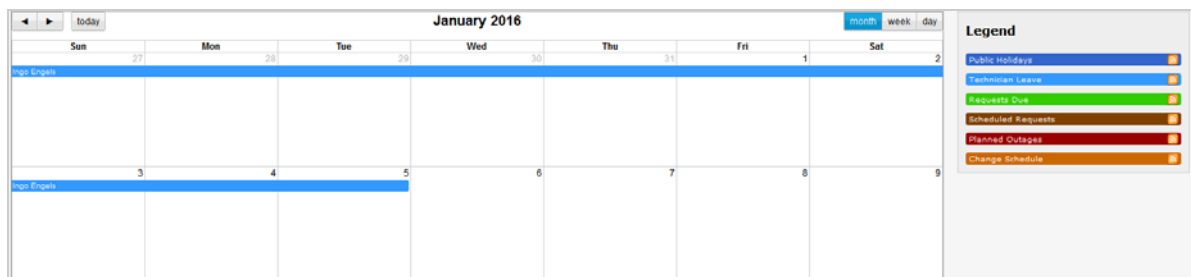 ◄ ► today January 2016 month week day
Legend
Sun Mon Tue Wed Thu Fri Sat
27 28 29 30 31 1 2
Public Holidays
Ingo Engels
Technician Leave
Requests Due
Scheduled Requests
Planned Outages
Change Schedule
3 4 5 6 7 8 9
Ingo Engels